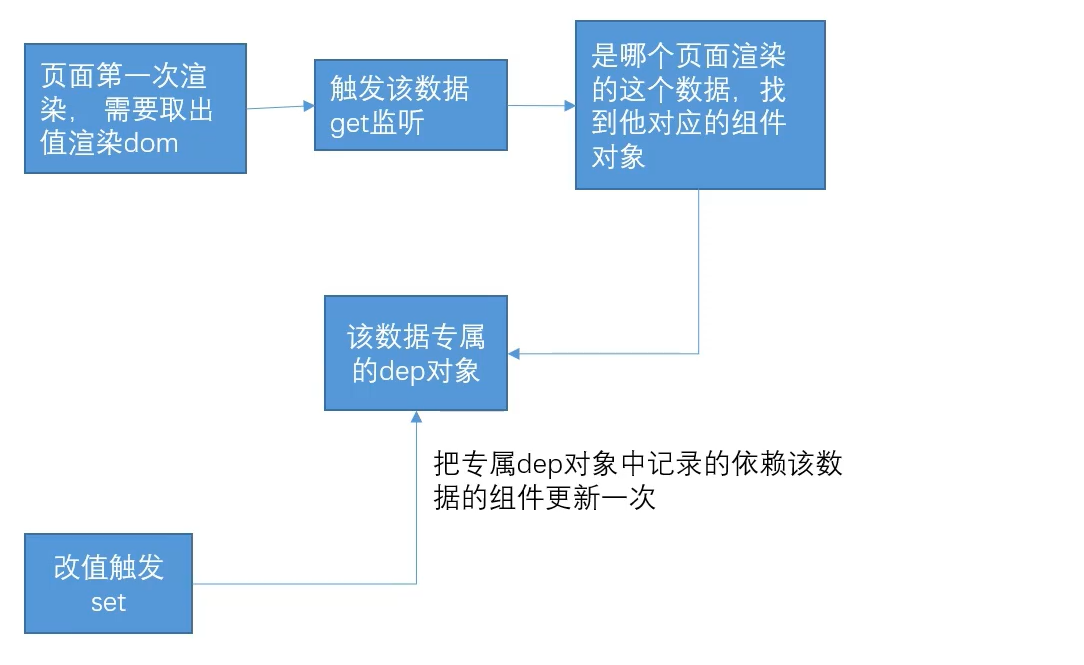 页面第一次渲
染， 需要取出
值渲染dom
触发该数据
get监听
是哪个页面渲染
的这个数据，找
到他对应的组件
对象
该数据专属
的dep对象
把专属dep对象中记录的依赖该数
据的组件更新一次
改值触发
set